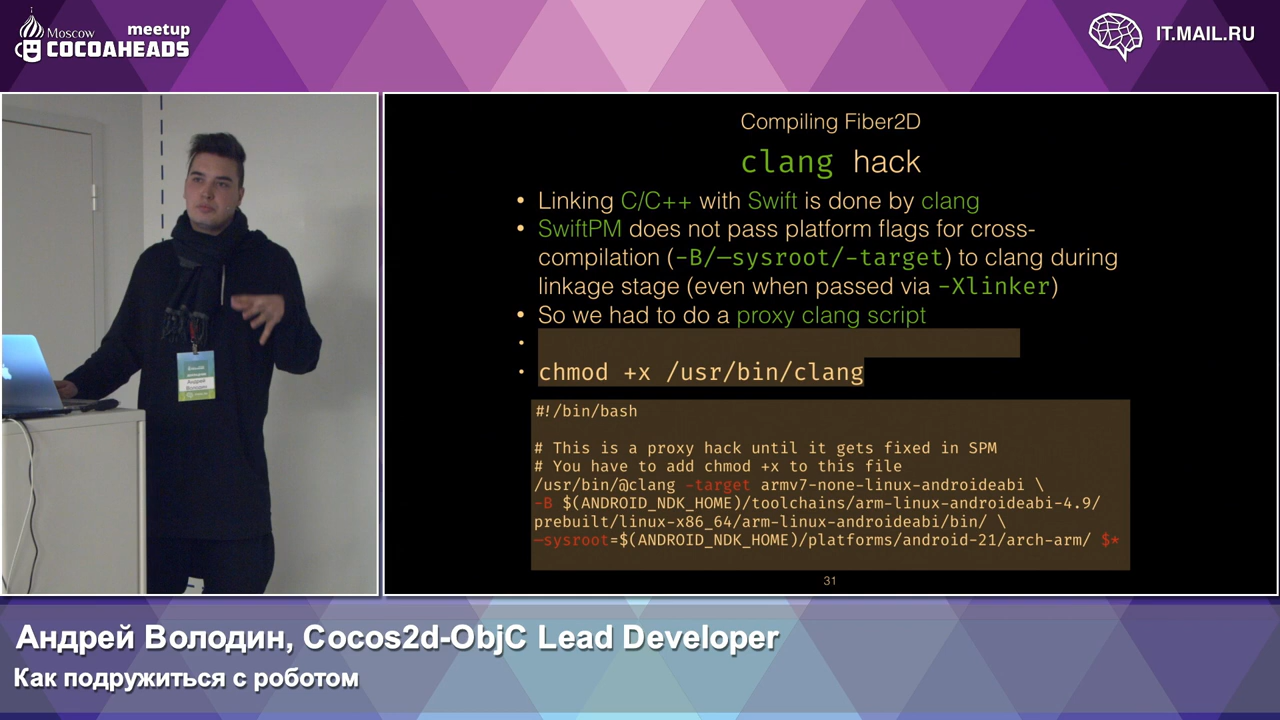 Moscow
meetup
COCOAHEADS
IT.MAIL.RU
Compiling Fiber2D
clang hack
• Linking C/C++ with Swift is done by clang
• SwiftPM does not pass platform flags for cross-
compilation (-B/—sysroot/-target) to clang during
linkage stage (even when passed via -Xlinker)
• So we had to do a proxy clang script
•
• chmod +x /usr/bin/clang
#!/bin/bash
# This is a proxy hack until it gets fixed in SPM
# You have to add chmod +x to this file
/usr/bin/@clang -target armv7-none-linux-androideabi \
-B $(ANDROID_NDK_HOME)/toolchains/arm-linux-androideabi-4.9/
prebuilt/linux-x86_64/arm-linux-androideabi/bin/ \
—sysroot=$(ANDROID_NDK_HOME)/platforms/android-21/arch-arm/ $*
31
Андрей
Володин
Андрей Володин, Cocos2d-ObjC Lead Developer
Как подружиться с роботом